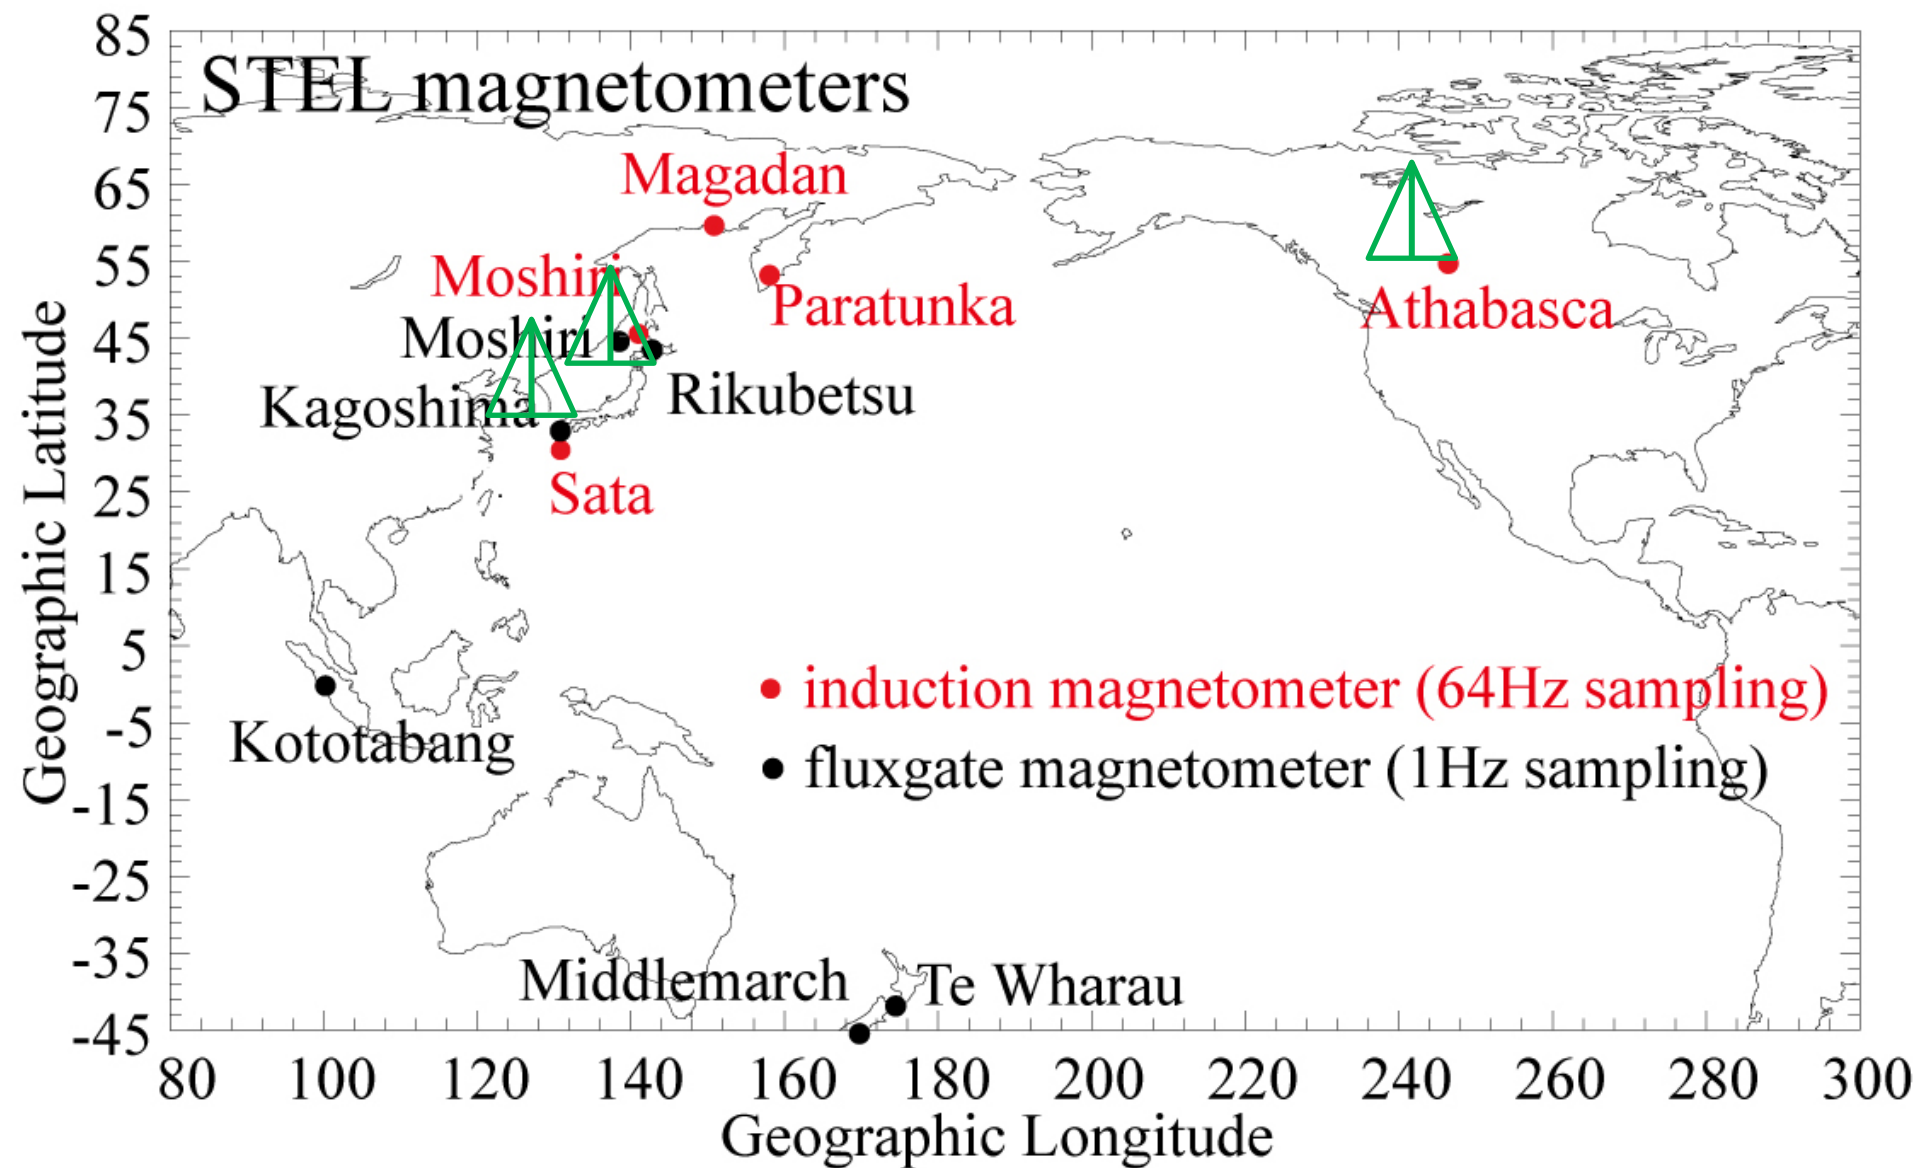 85
STEL magnetometers
75
Magadan
65
55
Moshiri
Paratunka
Athabasca
Moshiri
45
Rikubetsu
Kagoshima
35
Sata
25
15
5
induction magnetometer (64Hz sampling)
-5
Kototabang
fluxgate magnetometer (1Hz sampling)
-15
-25
-35
Middlemarch
Te Wharau
-45
Geographic Latitude
80 100 120 140 160 180 200 220 240 260 280 300
Geographic Longitude